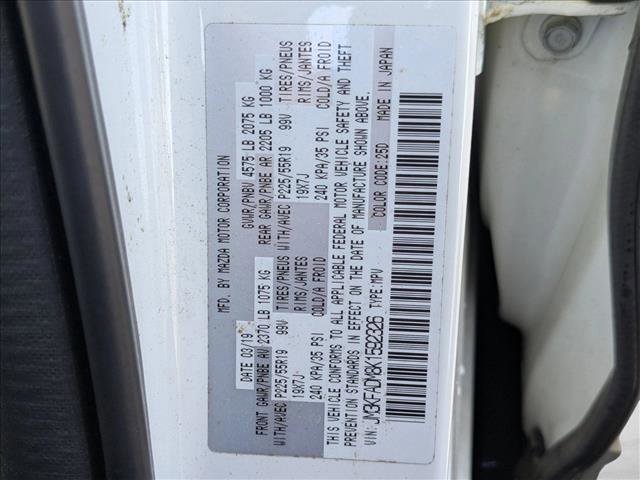 MFD. BY MAZDA MOTOR CORPORATION
DATE 03/19 GVWR/PNBV 4575 LB 2075 KG
FRONT GAWR/PNBE AV 2370 LB 1075 KG REAR GAWR/PNBE AR 2205 LB 1000 KG
WITH/AVEC P225/55R19 99V TIRES/PNEUS WITH/AVEC P225/55R19 99V TIRES/PNEUS
19X7J RIMS/JANTES 19X7J RIMS/JANTES
240 KPA/35 PSI COLD/A FROID 240 KPA/35 PSI COLD/A FROID
THIS VEHICLE CONFORMS TO ALL APPLICABLE FEDERAL MOTOR VEHICLE SAFETY AND THEFT
PREVENTION STANDARDS IN EFFECT ON THE DATE OF MANUFACTURE SHOWN ABOVE.
VIN: JM3KFADM8K1592326 TYPE:MPV COLOR CODE:25D MADE IN JAPAN